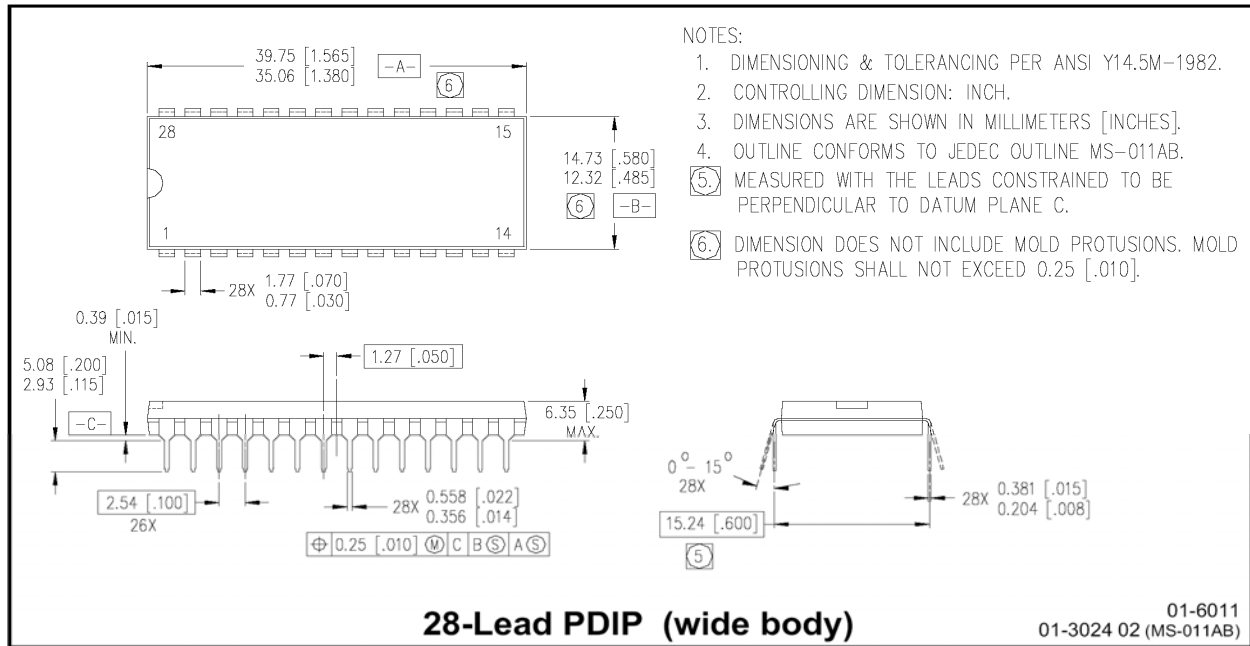 39.75 [1.565]
35.06 [1.380]
-A-
6
28
15
1
14
14.73 [.580]
12.32 [.485]
6
-B-
28X 1.77 [.070]
0.77 [.030]
NOTES:
1. DIMENSIONING & TOLERANCING PER ANSI Y14.5M-1982.
2. CONTROLLING DIMENSION: INCH.
3. DIMENSIONS ARE SHOWN IN MILLIMETERS [INCHES].
4. OUTLINE CONFORMS TO JEDEC OUTLINE MS-011AB.
5. MEASURED WITH THE LEADS CONSTRAINED TO BE
PERPENDICULAR TO DATUM PLANE C.
6. DIMENSION DOES NOT INCLUDE MOLD PROTUSIONS. MOLD
PROTUSIONS SHALL NOT EXCEED 0.25 [.010].
0.39 [.015]
MIN.
5.08 [.200]
2.93 [.115]
-C-
1.27 [.050]
6.35 [.250]
MAX.
2.54 [.100]
26X
28X 0.558 [.022]
0.356 [.014]
⌖ 0.25 [.010] Ⓜ C B Ⓢ A Ⓢ
0° - 15°
28X
15.24 [.600]
5
28X 0.381 [.015]
0.204 [.008]
28-Lead PDIP (wide body)
01-6011
01-3024 02 (MS-011AB)